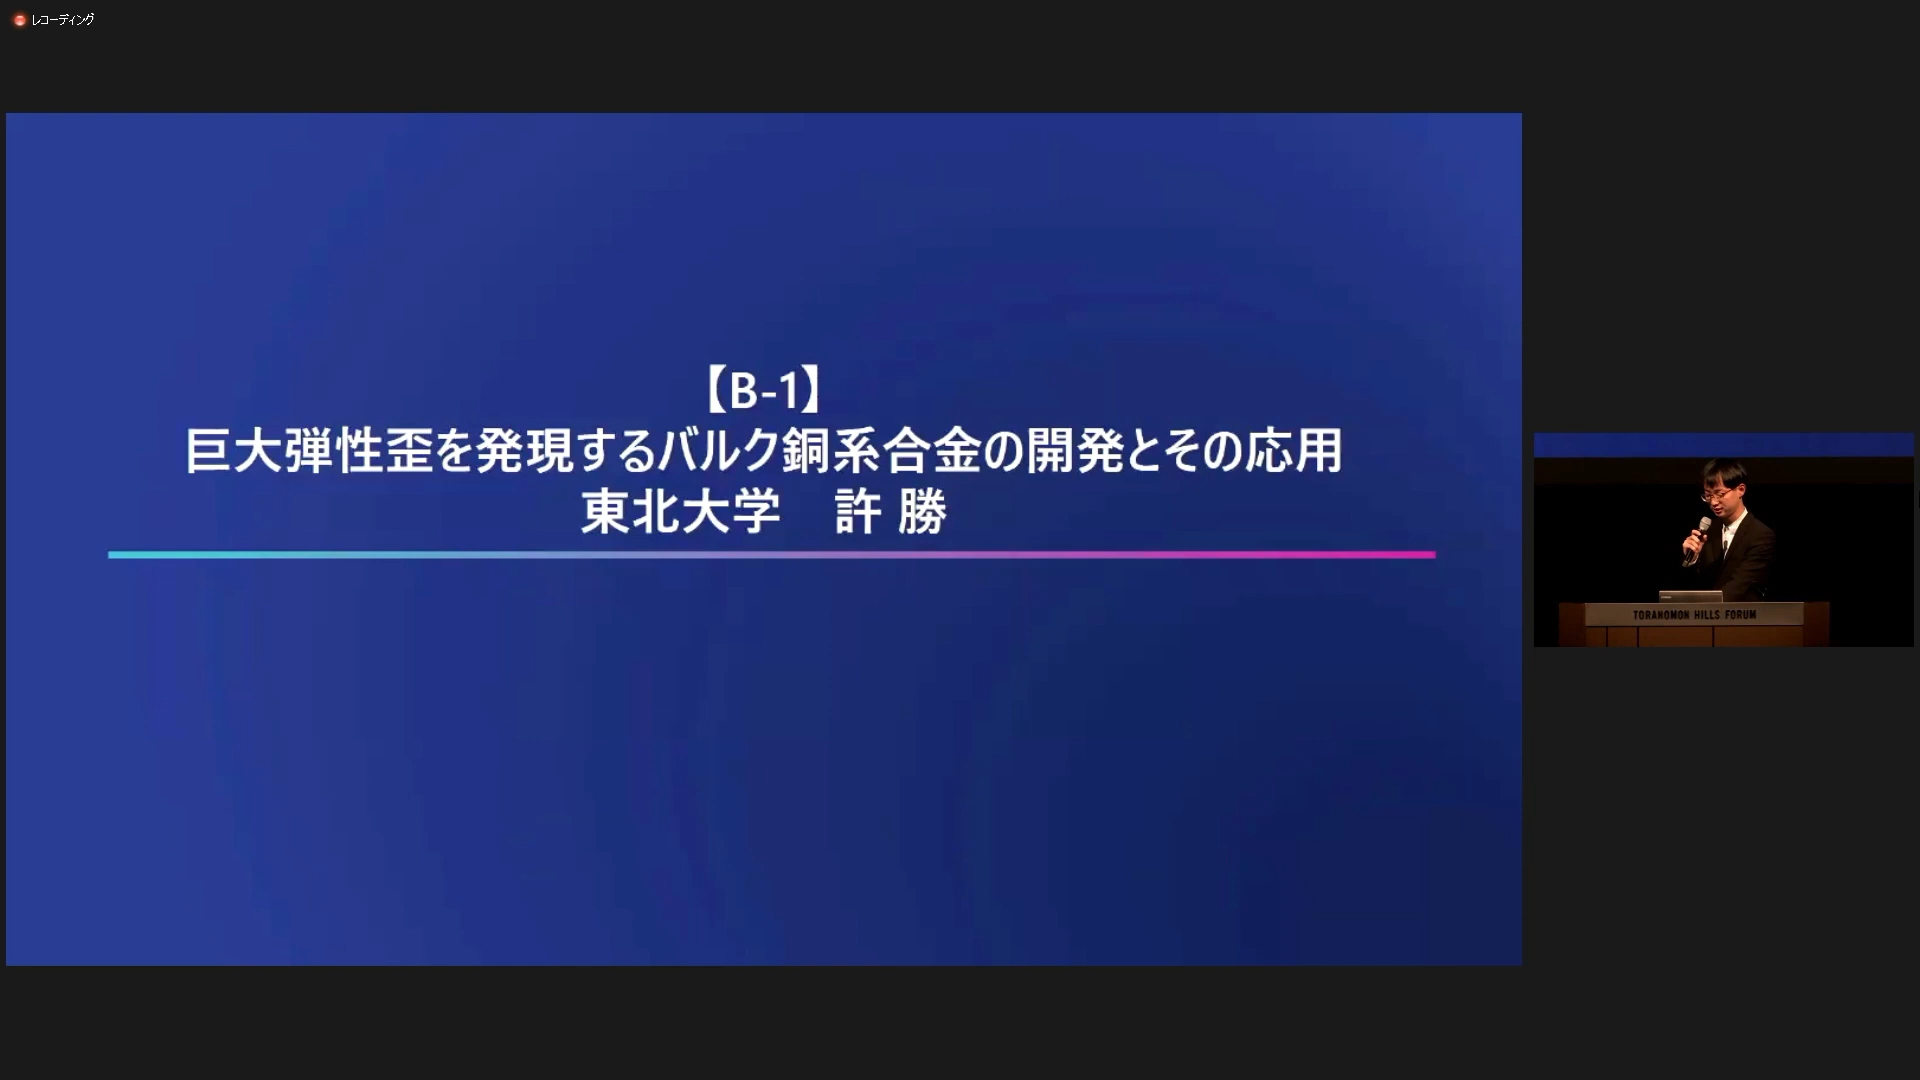 レコーディング
【B-1】
巨大弾性歪を発現するバルク銅系合金の開発とその応用
東北大学　許 勝
TORANOMON HILLS FORUM